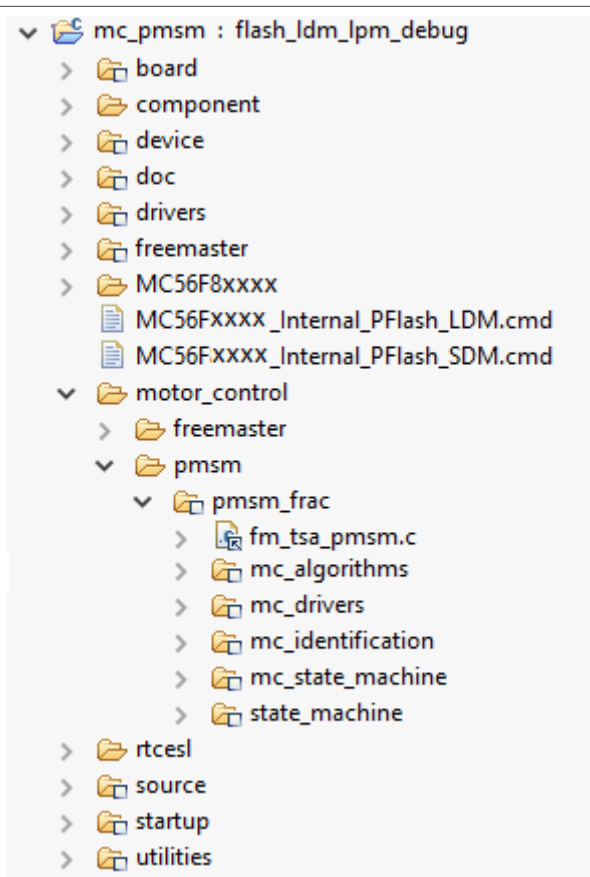 mc_pmsm : flash_ldm_lpm_debug
board
component
device
doc
drivers
freemaster
MC56F8xxxx
MC56Fxxxx_Internal_PFlash_LDM.cmd
MC56Fxxxx_Internal_PFlash_SDM.cmd
motor_control
freemaster
pmsm
pmsm_frac
fm_tsa_pmsm.c
mc_algorithms
mc_drivers
mc_identification
mc_state_machine
state_machine
rtcesl
source
startup
utilities